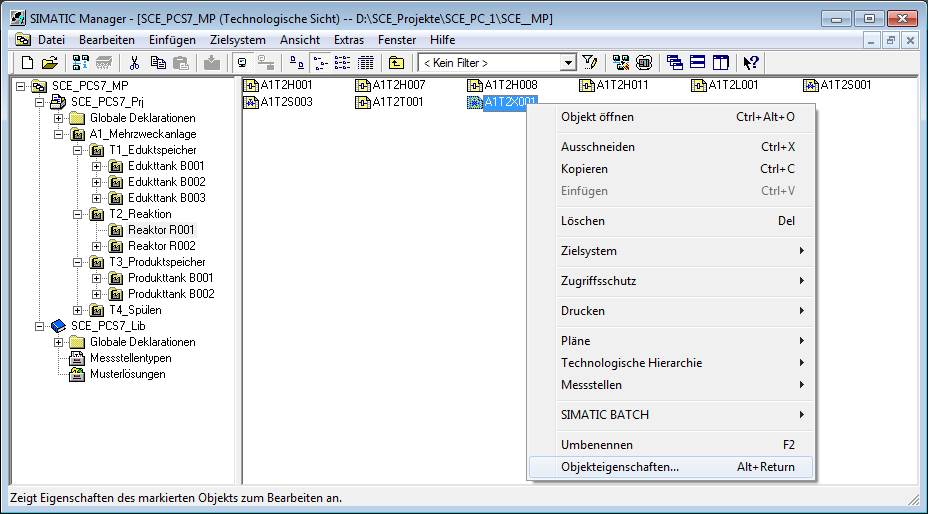 SIMATIC Manager - [SCE_PCS7_MP (Technologische Sicht) -- D:\SCE_Projekte\SCE_PC_1\SCE__MP]
Datei Bearbeiten Einfügen Zielsystem Ansicht Extras Fenster Hilfe
< Kein Filter >
SCE_PCS7_MP
SCE_PCS7_Prj
Globale Deklarationen
A1_Mehrzweckanlage
T1_Eduktspeicher
Edukttank B001
Edukttank B002
Edukttank B003
T2_Reaktion
Reaktor R001
Reaktor R002
T3_Produktspeicher
Produkttank B001
Produkttank B002
T4_Spülen
SCE_PCS7_Lib
Globale Deklarationen
Messstellentypen
Musterlösungen
A1T2H001 A1T2H007 A1T2H008 A1T2H011 A1T2L001 A1T2S001
A1T2S003 A1T2T001 A1T2X001
Objekt öffnen Ctrl+Alt+O
Ausschneiden Ctrl+X
Kopieren Ctrl+C
Einfügen Ctrl+V
Löschen Del
Zielsystem
Zugriffsschutz
Drucken
Pläne
Technologische Hierarchie
Messstellen
SIMATIC BATCH
Umbenennen F2
Objekteigenschaften... Alt+Return
Zeigt Eigenschaften des markierten Objekts zum Bearbeiten an.